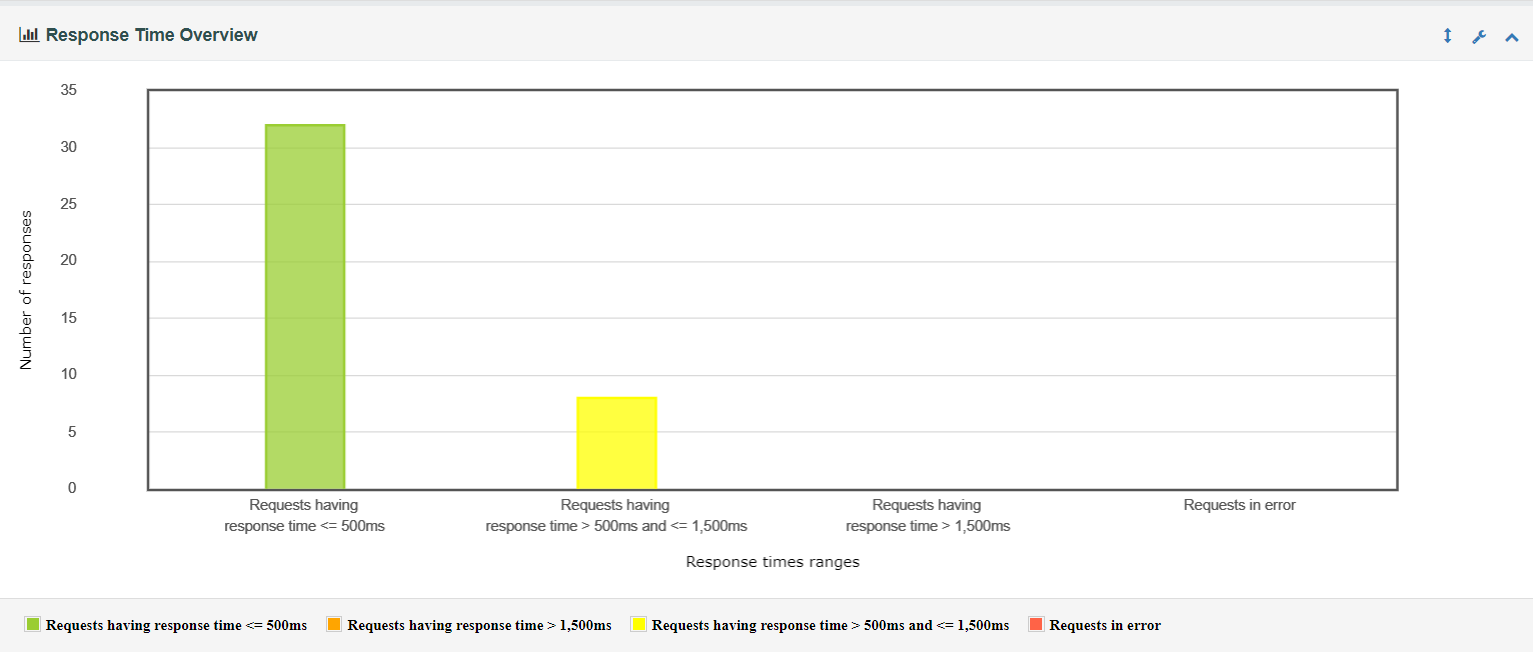 Response Time Overview
35
30
25
20
15
10
5
0
Number of responses
Requests having
response time <= 500ms
Requests having
response time > 500ms and <= 1,500ms
Requests having
response time > 1,500ms
Requests in error
Response times ranges
Requests having response time <= 500ms Requests having response time > 1,500ms Requests having response time > 500ms and <= 1,500ms Requests in error